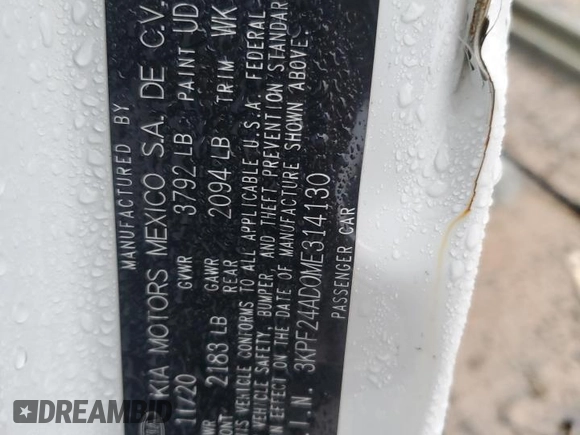 MANUFACTURED BY
KIA MOTORS MEXICO S.A. DE C.V.
11/20 GVWR 3792 LB PAINT UD
GAWR
2183 LB REAR 2094 LB TRIM WK
VEHICLE CONFORMS TO ALL APPLICABLE U.S.A. FEDERAL
VEHICLE SAFETY, BUMPER AND THEFT PREVENTION STANDAR
IN EFFECT ON THE DATE OF MANUFACTURE SHOWN ABOVE
V.I.N. 3KPF24AD0ME314130
PASSENGER CAR
DREAMBID